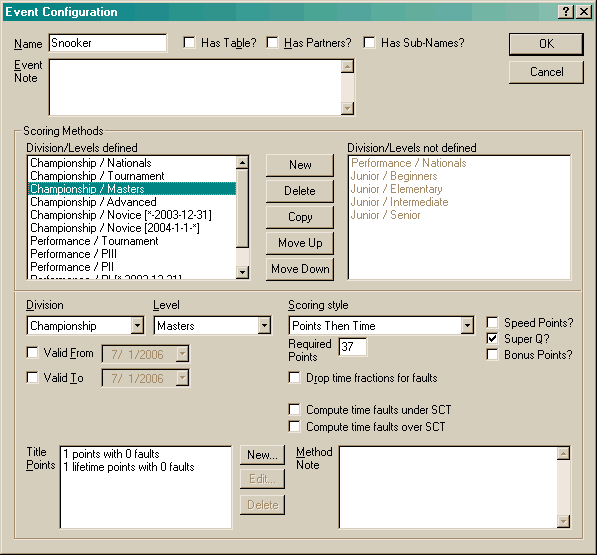 Event Configuration
Name Snooker Has Table? Has Partners? Has Sub-Names? OK
Event Note Cancel
Scoring Methods
Division/Levels defined Division/Levels not defined
Championship / Nationals New Performance / Nationals
Championship / Tournament Junior / Beginners
Championship / Masters Delete Junior / Elementary
Championship / Advanced Junior / Intermediate
Championship / Novice [*-2003-12-31] Copy Junior / Senior
Championship / Novice [2004-1-1-*]
Performance / Tournament Move Up
Performance / PIII
Performance / PII Move Down
Performance / PI [*-2003-12-31]
Division Level Scoring style
Championship Masters Points Then Time Speed Points?
Valid From 7/ 1/2006 Required Points 37 Super Q?
Bonus Points?
Valid To 7/ 1/2006 Drop time fractions for faults
Compute time faults under SCT
Compute time faults over SCT
Title Points 1 points with 0 faults New... Method Note
1 lifetime points with 0 faults
Edit...
Delete